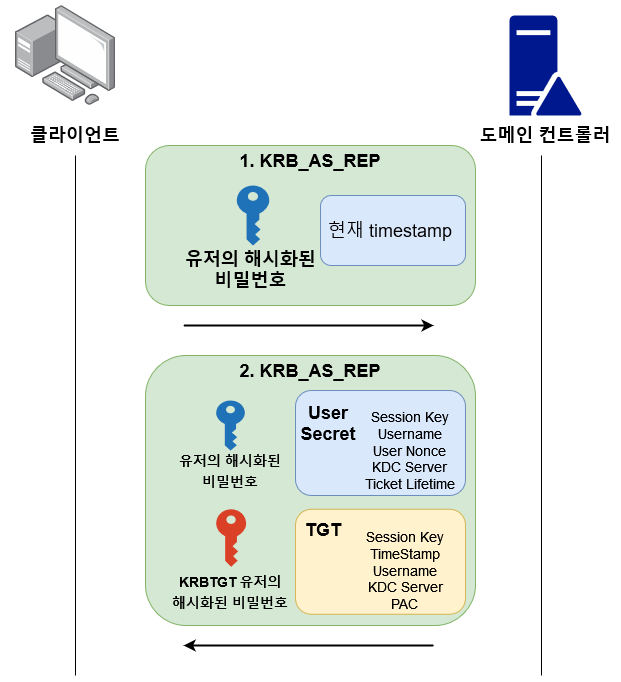 클라이언트
도메인 컨트롤러
1. KRB_AS_REP
유저의 해시화된
비밀번호
현재 timestamp
2. KRB_AS_REP
유저의 해시화된
비밀번호
User
Secret
Session Key
Username
User Nonce
KDC Server
Ticket Lifetime
KRBTGT 유저의
해시화된 비밀번호
TGT
Session Key
TimeStamp
Username
KDC Server
PAC